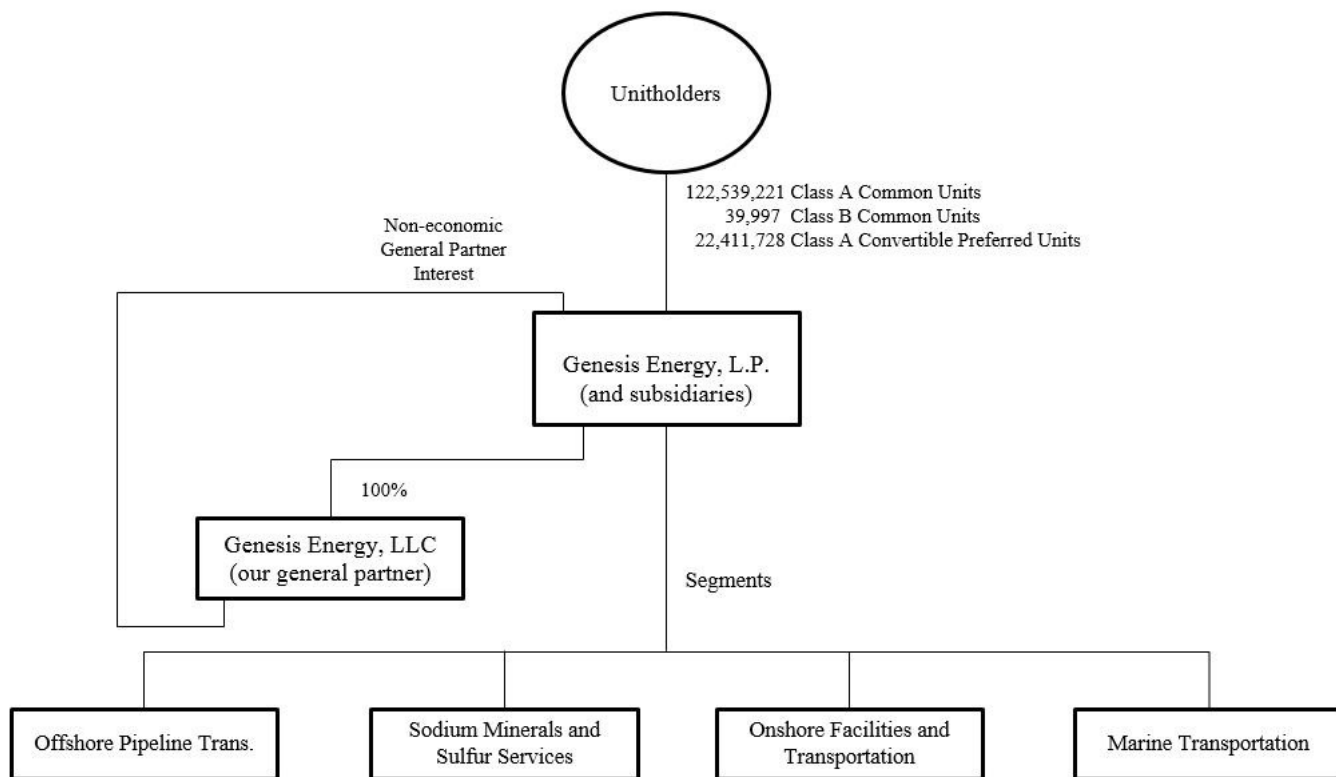 Unitholders
122,539,221 Class A Common Units
39,997 Class B Common Units
22,411,728 Class A Convertible Preferred Units
Non-economic
General Partner
Interest
Genesis Energy, L.P.
(and subsidiaries)
100%
Genesis Energy, LLC
(our general partner)
Segments
Offshore Pipeline Trans.
Sodium Minerals and
Sulfur Services
Onshore Facilities and
Transportation
Marine Transportation